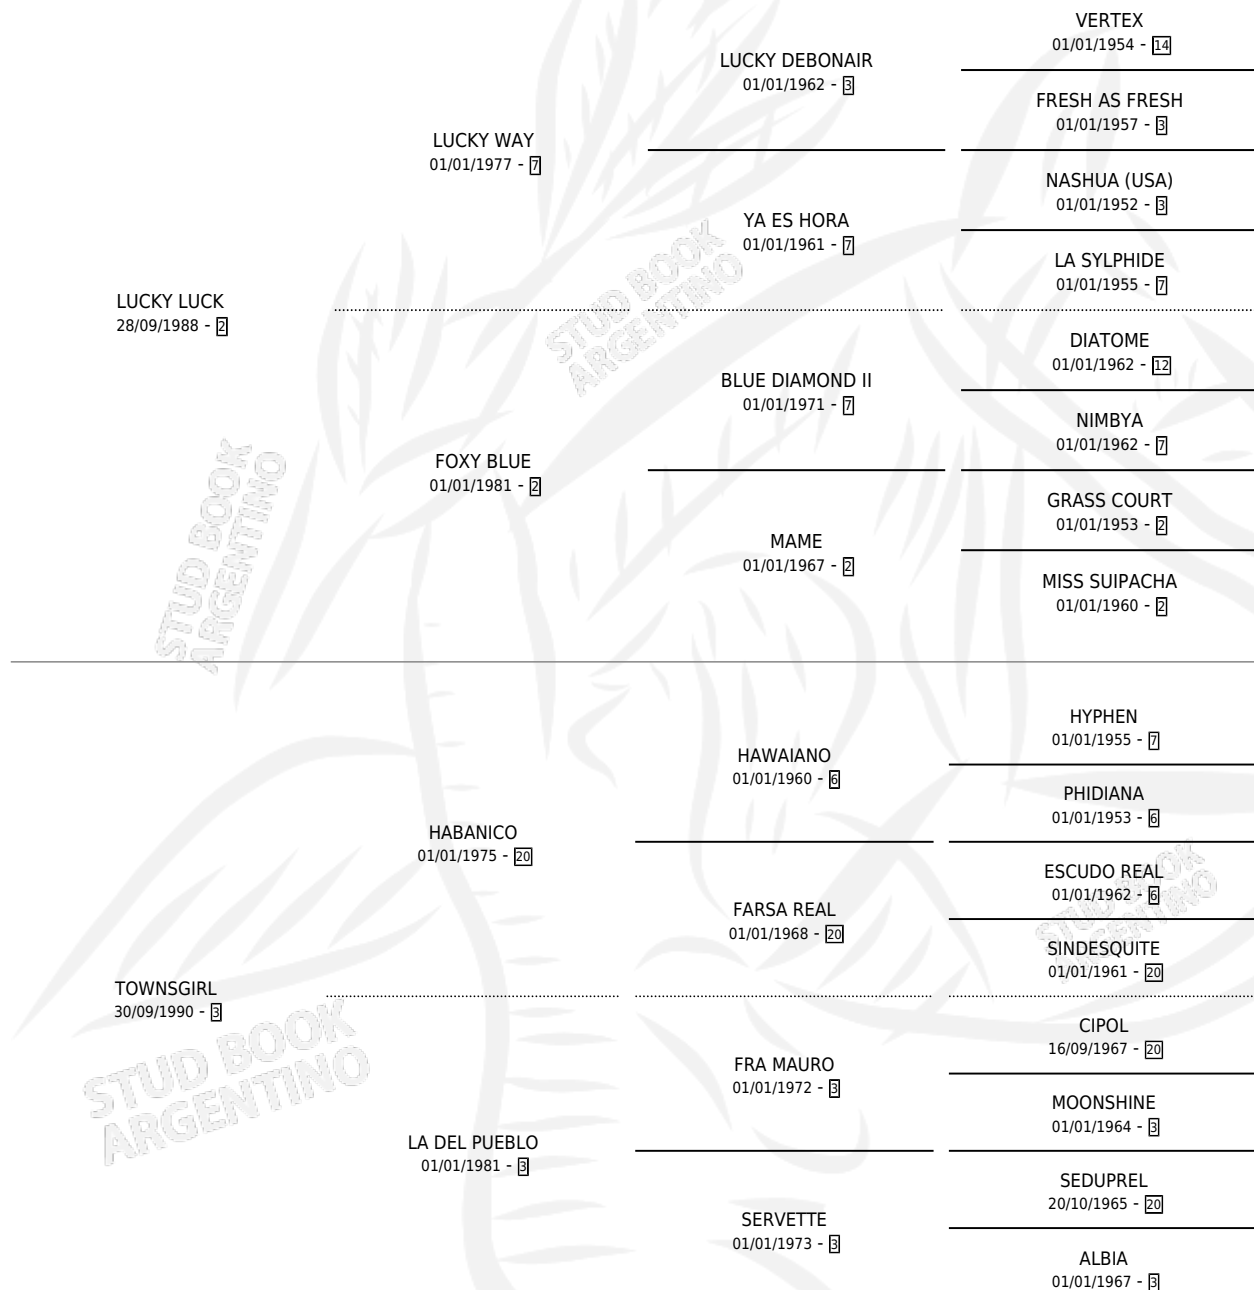 VERTEX
01/01/1954 - 14
LUCKY DEBONAIR
01/01/1962 - 3
FRESH AS FRESH
01/01/1957 - 3
LUCKY WAY
01/01/1977 - 7
NASHUA (USA)
01/01/1952 - 3
YA ES HORA
01/01/1961 - 7
LA SYLPHIDE
01/01/1955 - 7
LUCKY LUCK
28/09/1988 - 2
STUD BOOK
ARGENTINO
DIATOME
01/01/1962 - 12
BLUE DIAMOND II
01/01/1971 - 7
NIMBYA
01/01/1962 - 7
FOXY BLUE
01/01/1981 - 2
GRASS COURT
01/01/1953 - 2
MAME
01/01/1967 - 2
MISS SUIPACHA
01/01/1960 - 2
STUD BOOK
ARGENTINO
HYPHEN
01/01/1955 - 7
HAWAIANO
01/01/1960 - 6
PHIDIANA
01/01/1953 - 6
HABANICO
01/01/1975 - 20
ESCUDO REAL
01/01/1962 - 6
FARSA REAL
01/01/1968 - 20
STUD BOOK
ARGENTINO
SINDESQUITE
01/01/1961 - 20
TOWNSGIRL
30/09/1990 - 3
CIPOL
16/09/1967 - 20
FRA MAURO
01/01/1972 - 3
STUD BOOK
ARGENTINO
MOONSHINE
01/01/1964 - 3
LA DEL PUEBLO
01/01/1981 - 3
SEDUPREL
20/10/1965 - 20
SERVETTE
01/01/1973 - 3
ALBIA
01/01/1967 - 3